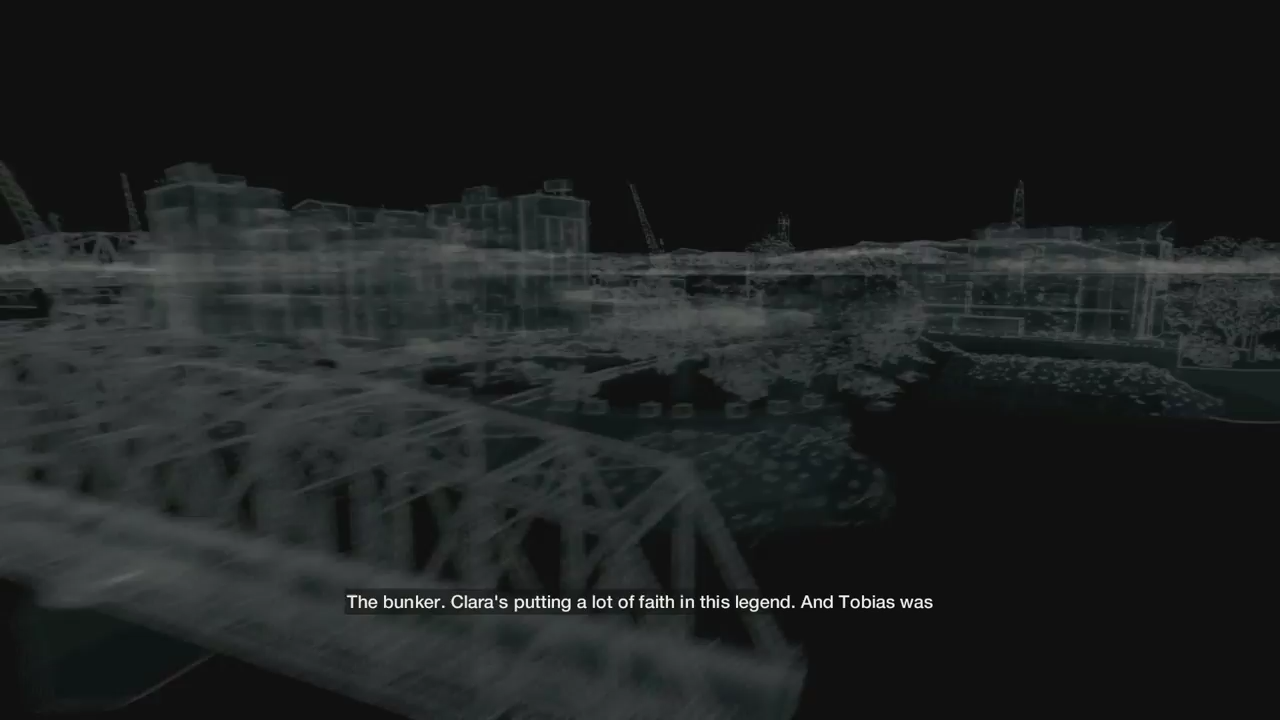 The bunker. Clara's putting a lot of faith in this legend. And Tobias was